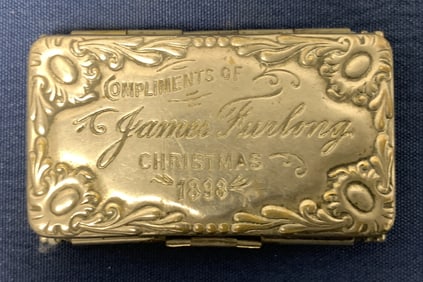 COMPLIMENTS OF
James Furlong
CHRISTMAS
1898